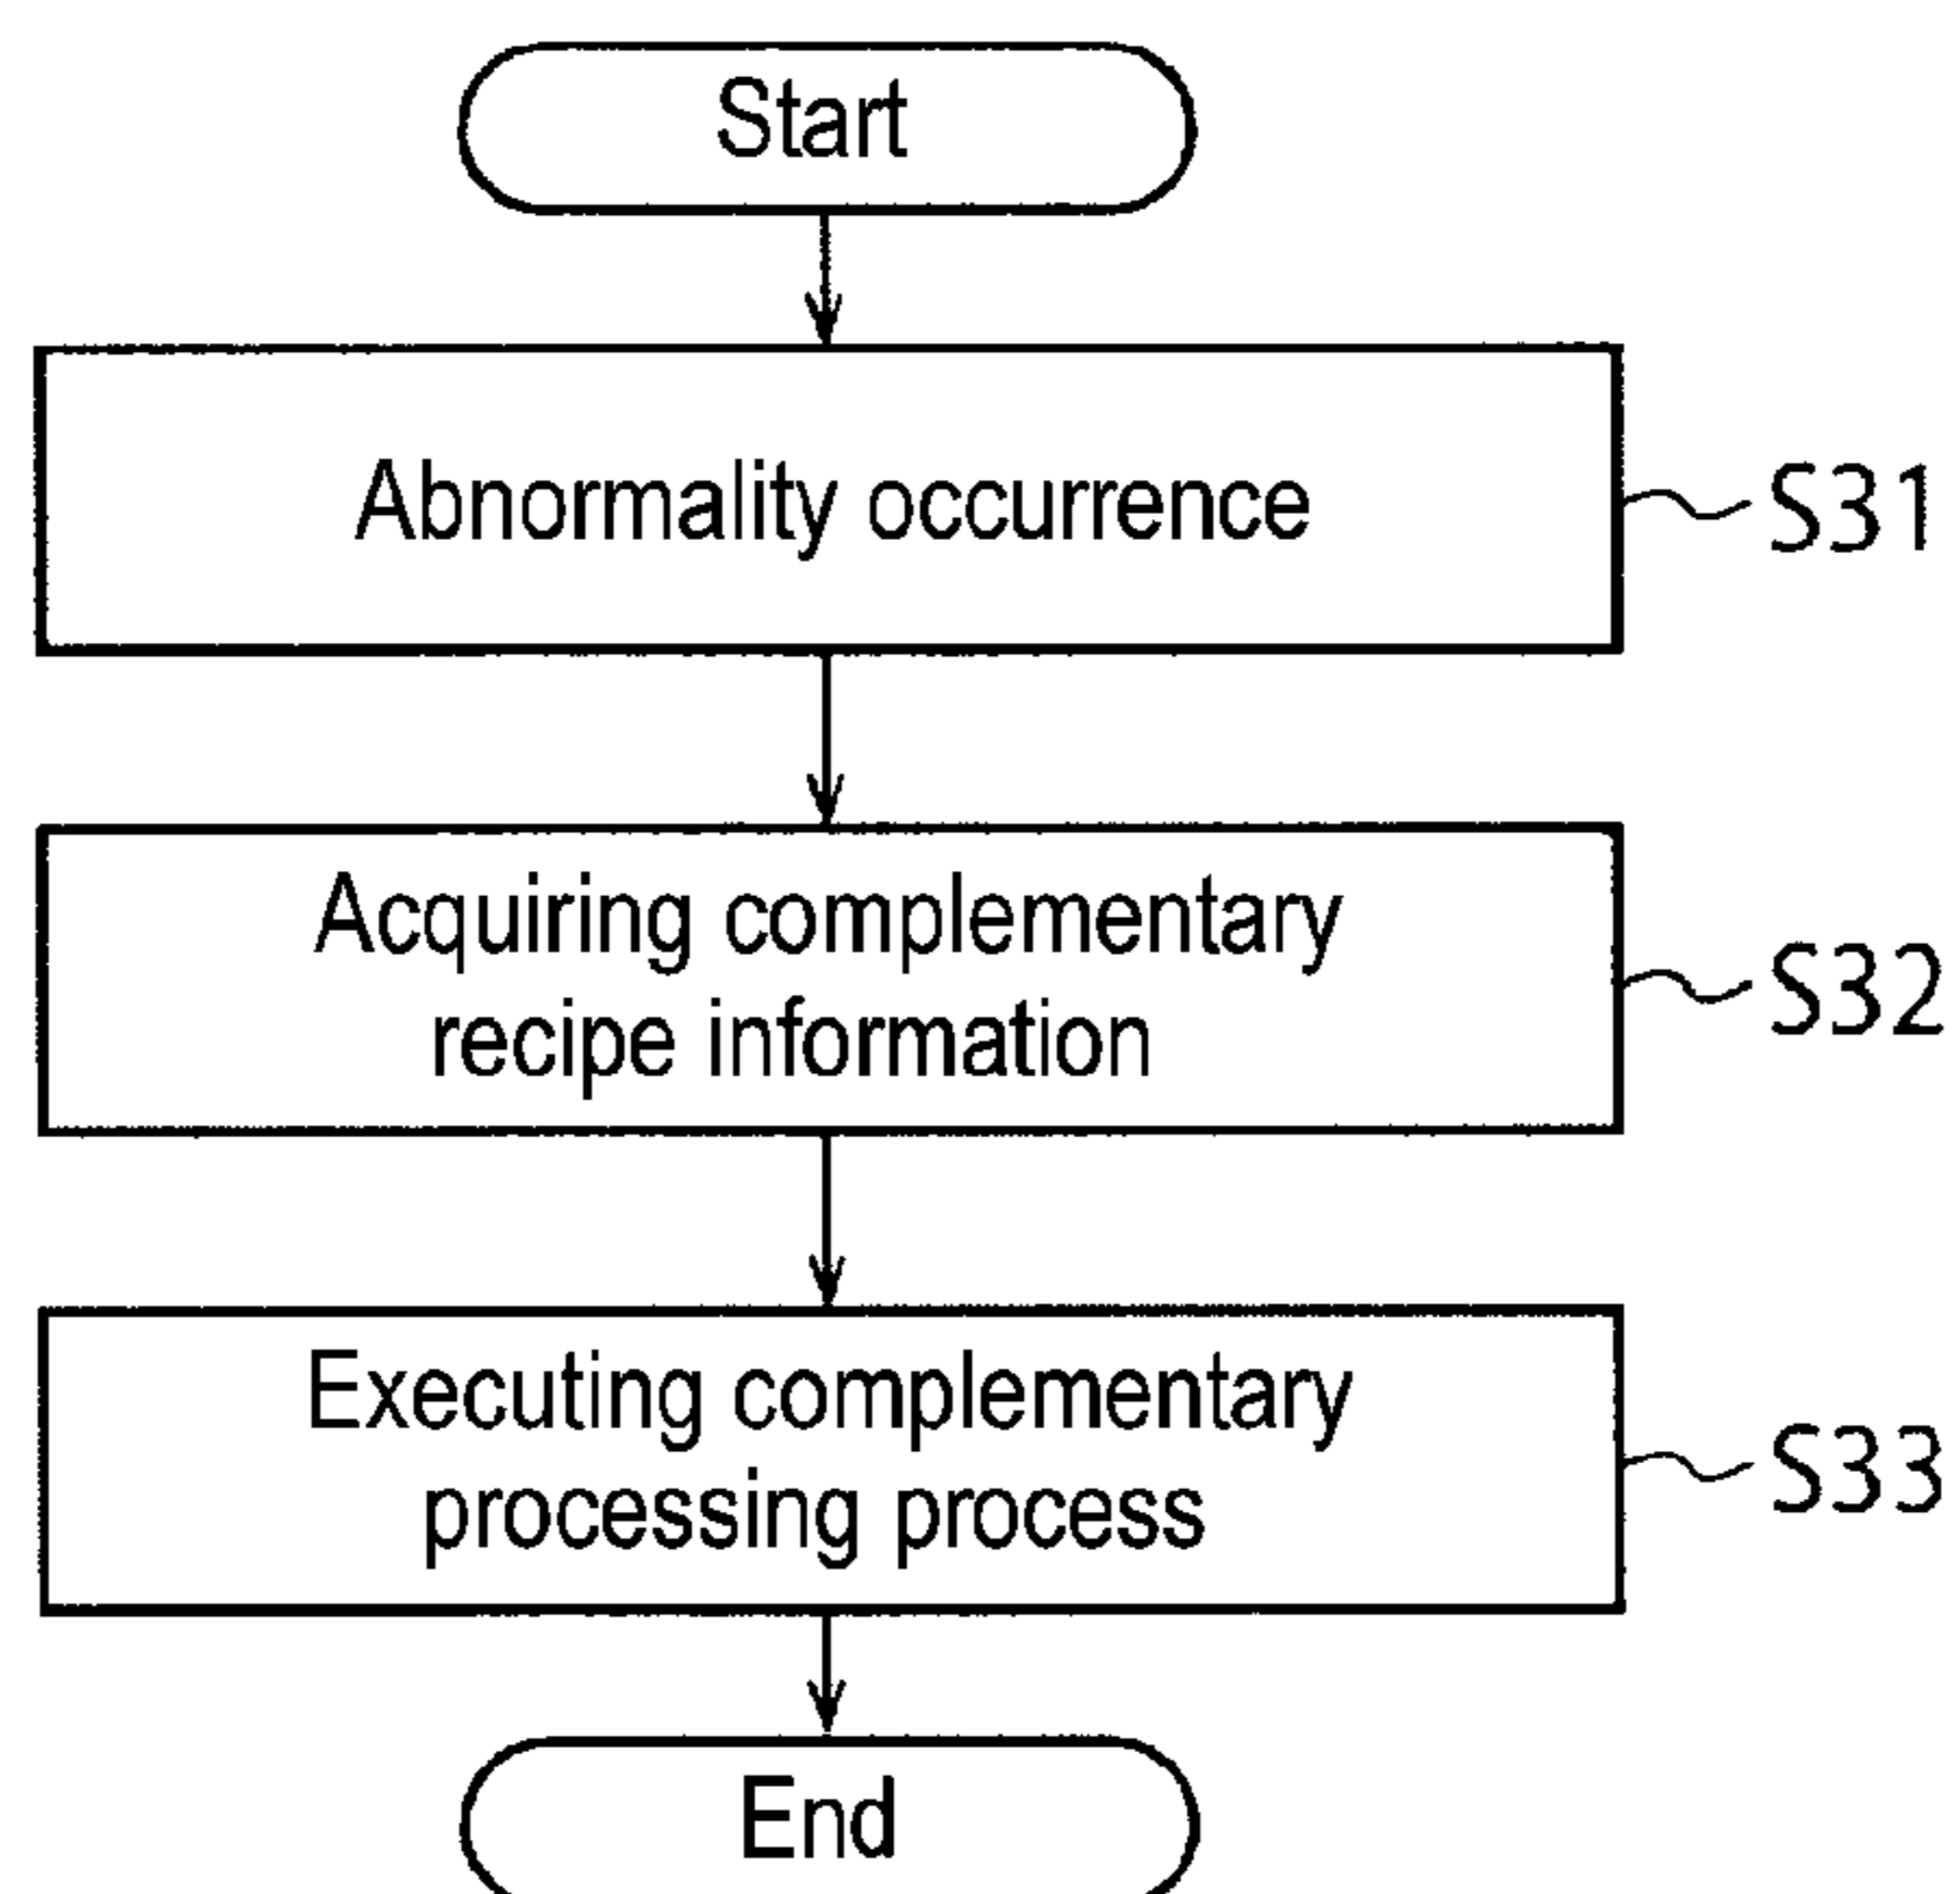 Start
Abnormality occurrence
S31
Acquiring complementary
recipe information
S32
Executing complementary
processing process
S33
End